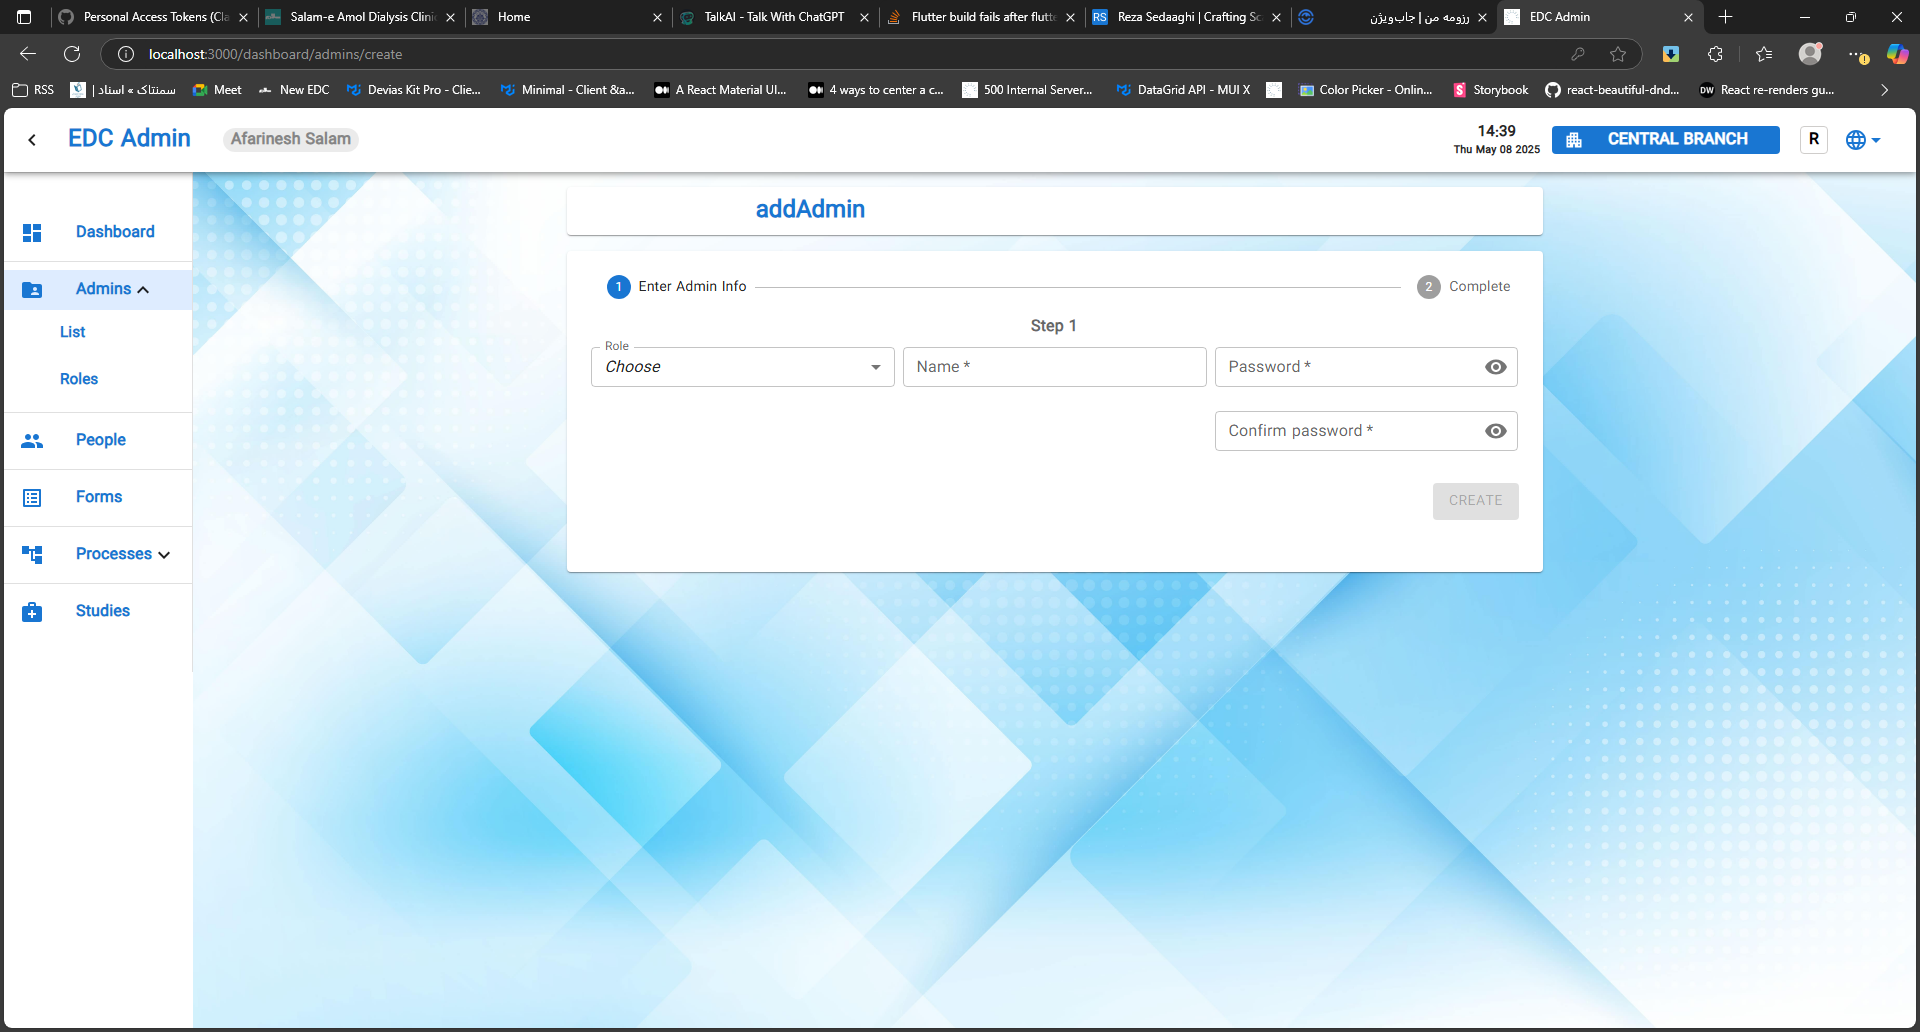 Personal Access Tokens (Cla
Salam-e Amol Dialysis Clinic
Home
TalkAI - Talk With ChatGPT
Flutter build fails after flutte
RS Reza Sedaaghi | Crafting Sc
رزومه من | جاب‌ویژن
EDC Admin
localhost:3000/dashboard/admins/create
RSS
سمنتاک » اسناد |
Meet
New EDC
Devias Kit Pro - Clie...
Minimal - Client &a...
A React Material UI...
4 ways to center a c...
500 Internal Server...
DataGrid API - MUI X
Color Picker - Onlin...
Storybook
react-beautiful-dnd...
DW React re-renders gu...
EDC Admin
Afarinesh Salam
14:39
Thu May 08 2025
CENTRAL BRANCH
R
Dashboard
Admins
List
Roles
People
Forms
Processes
Studies
addAdmin
1 Enter Admin Info
2 Complete
Step 1
Role
Choose
Name *
Password *
Confirm password *
CREATE